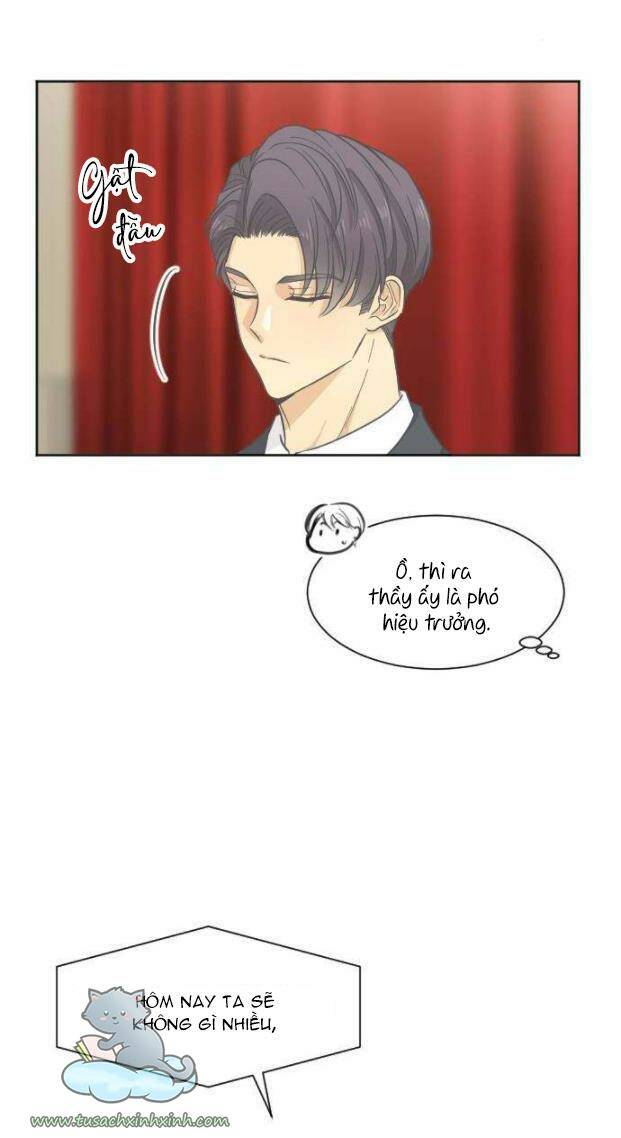 Gật
đầu
Ồ, thì ra
thầy ấy là phó
hiệu trưởng.
HÔM NAY TA SẼ
KHÔNG GÌ NHIỀU,
www.tusachxinhxinh.com